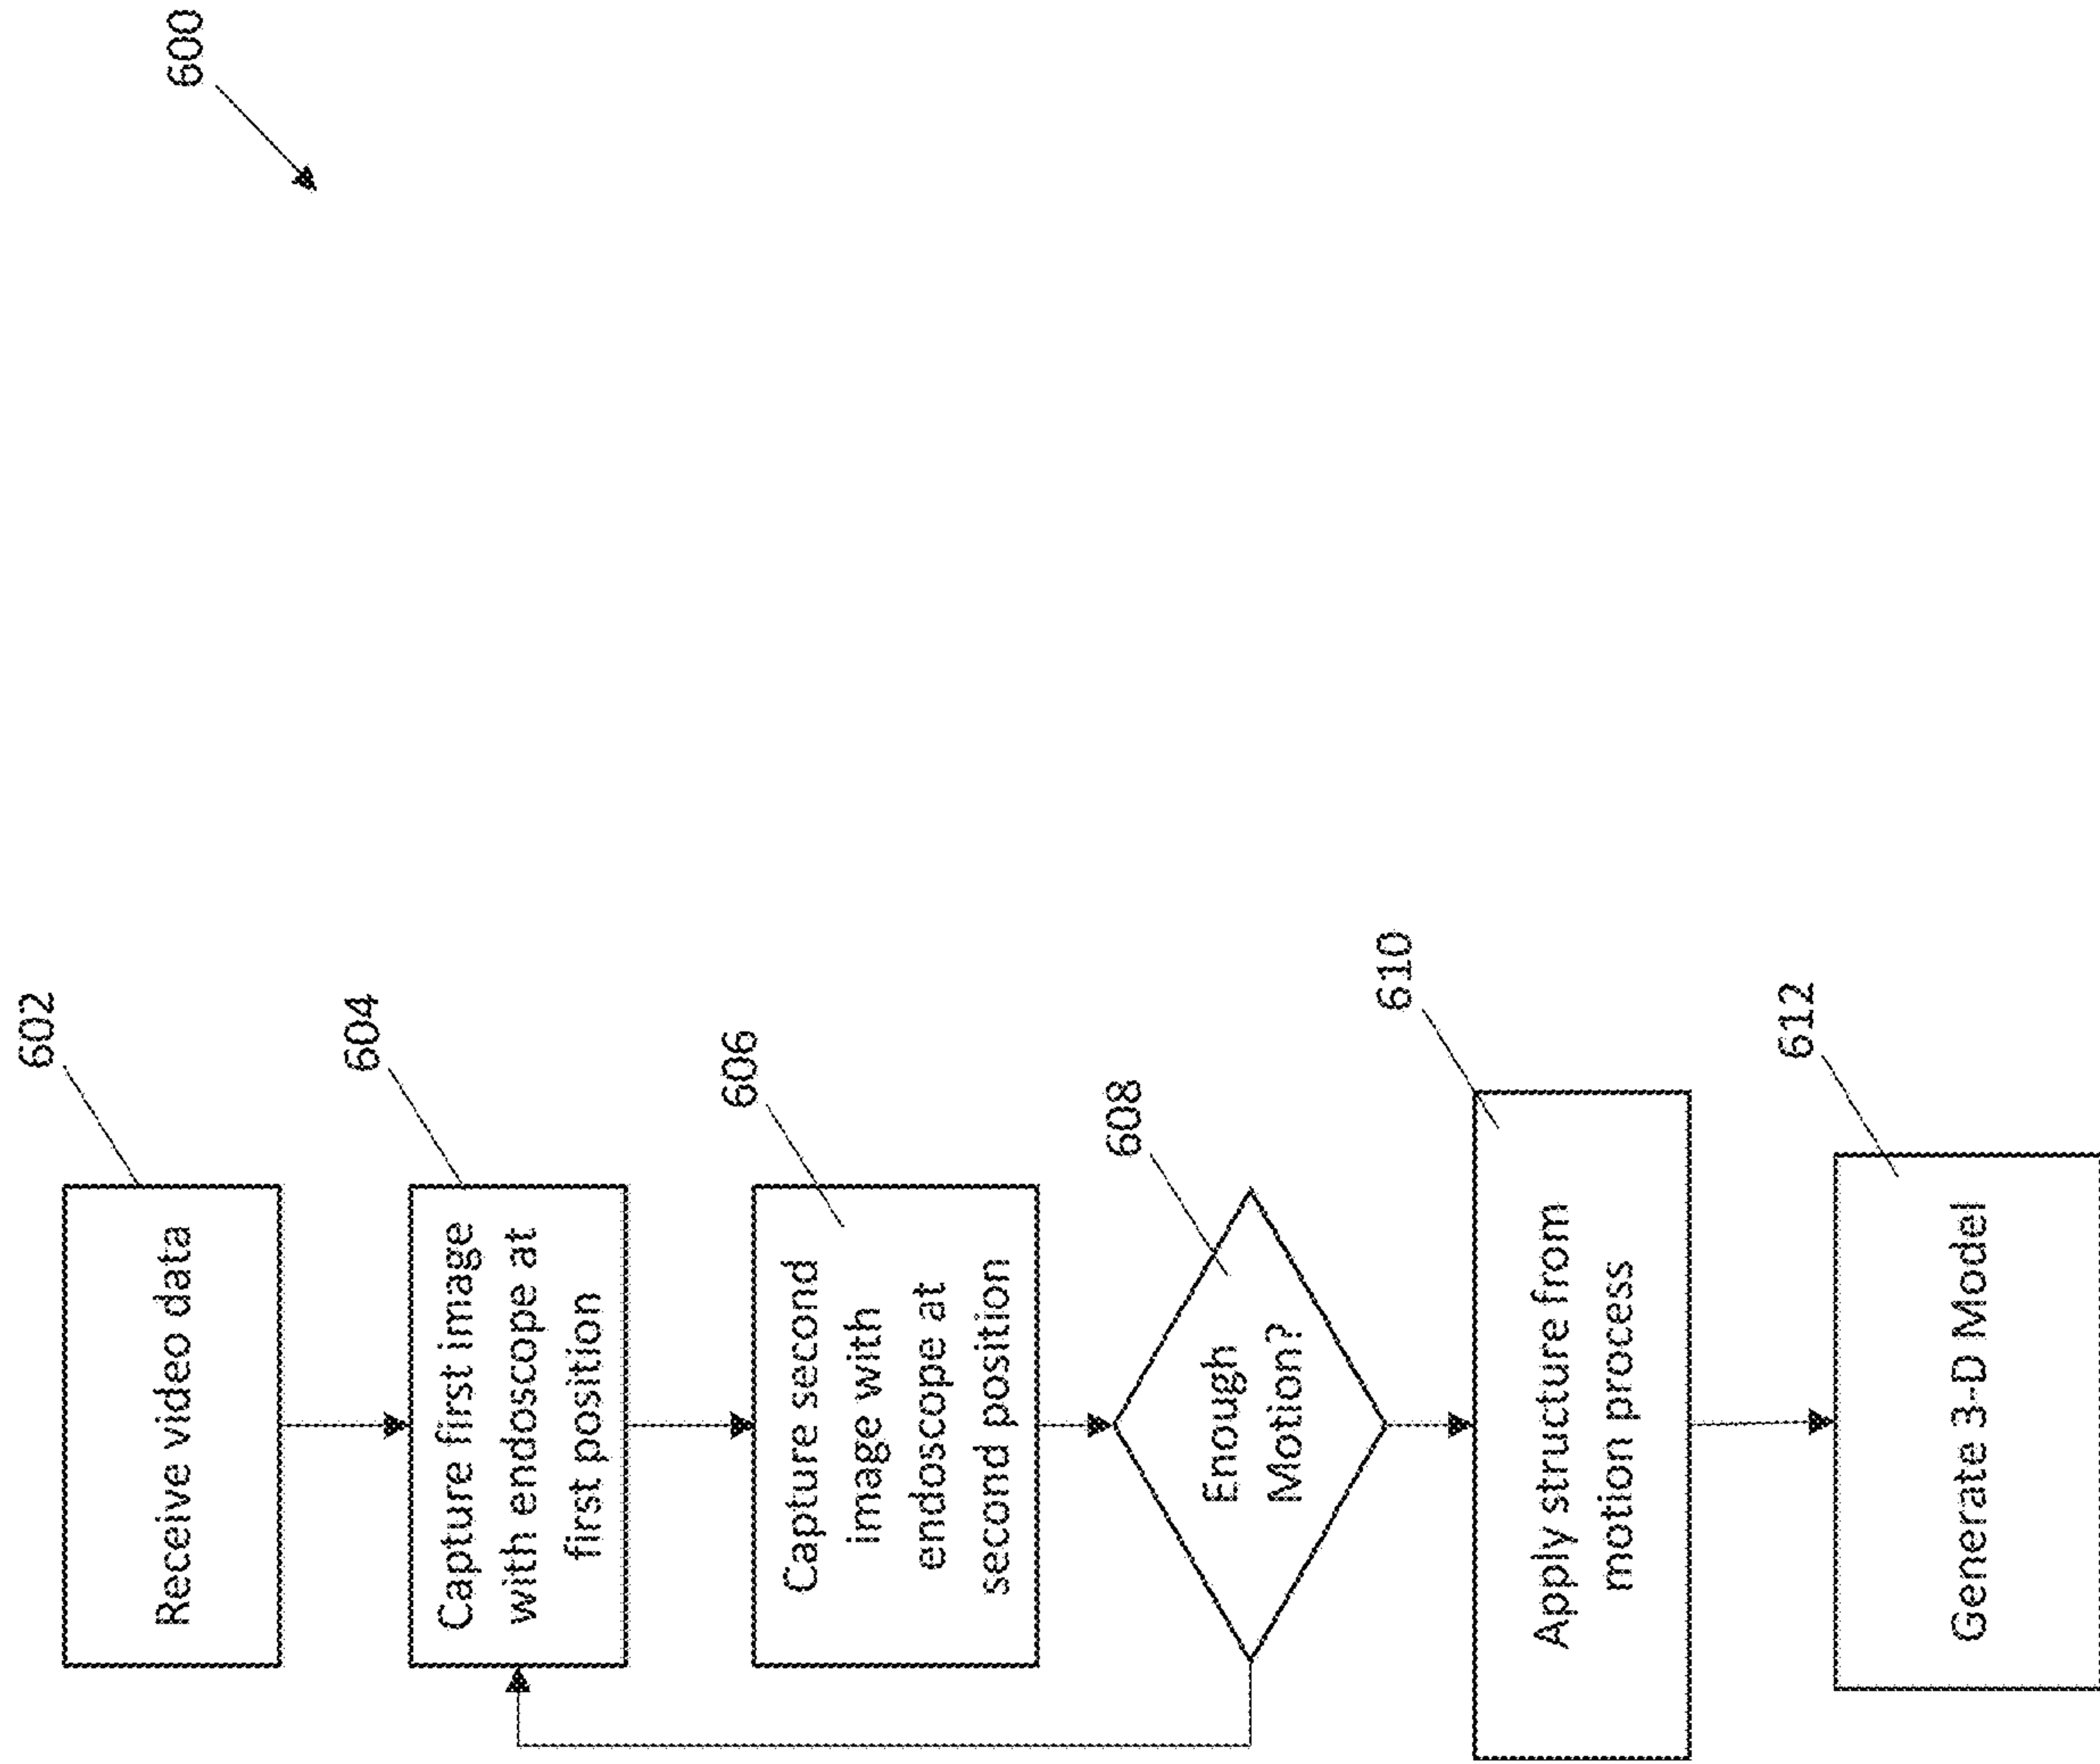 600
602
Receive video data
604
Capture first image
with endoscope at
first position
606
Capture second
image with
endoscope at
second position
608
Enough
Motion?
610
Apply structure from
motion process
612
Generate 3-D Model